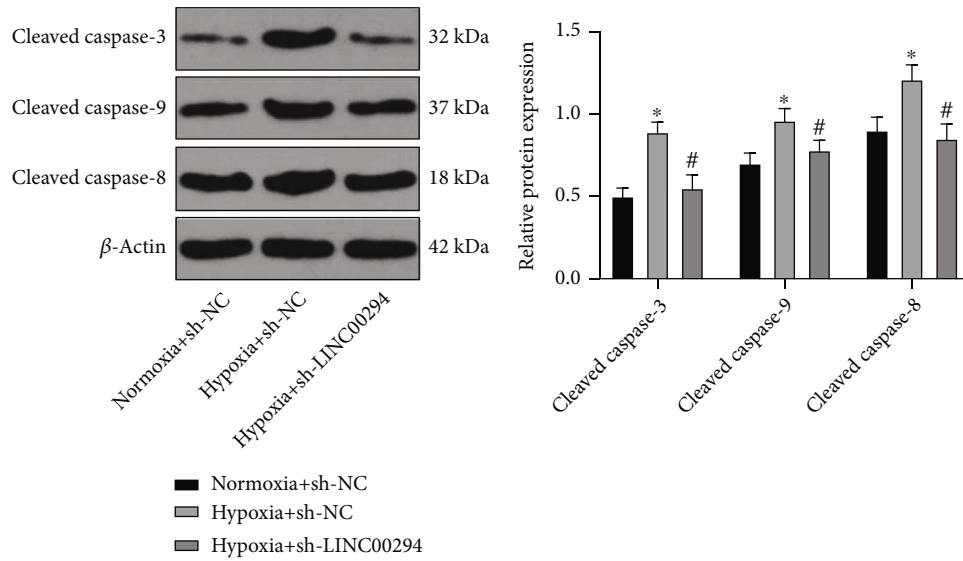 Cleaved caspase-3 32 kDa
Cleaved caspase-9 37 kDa
Cleaved caspase-8 18 kDa
β-Actin 42 kDa
Normoxia+sh-NC
Hypoxia+sh-NC
Hypoxia+sh-LINC00294
Relative protein expression
1.5
1.0
0.5
0.0
* #
* #
* #
Cleaved caspase-3
Cleaved caspase-9
Cleaved caspase-8
Normoxia+sh-NC
Hypoxia+sh-NC
Hypoxia+sh-LINC00294